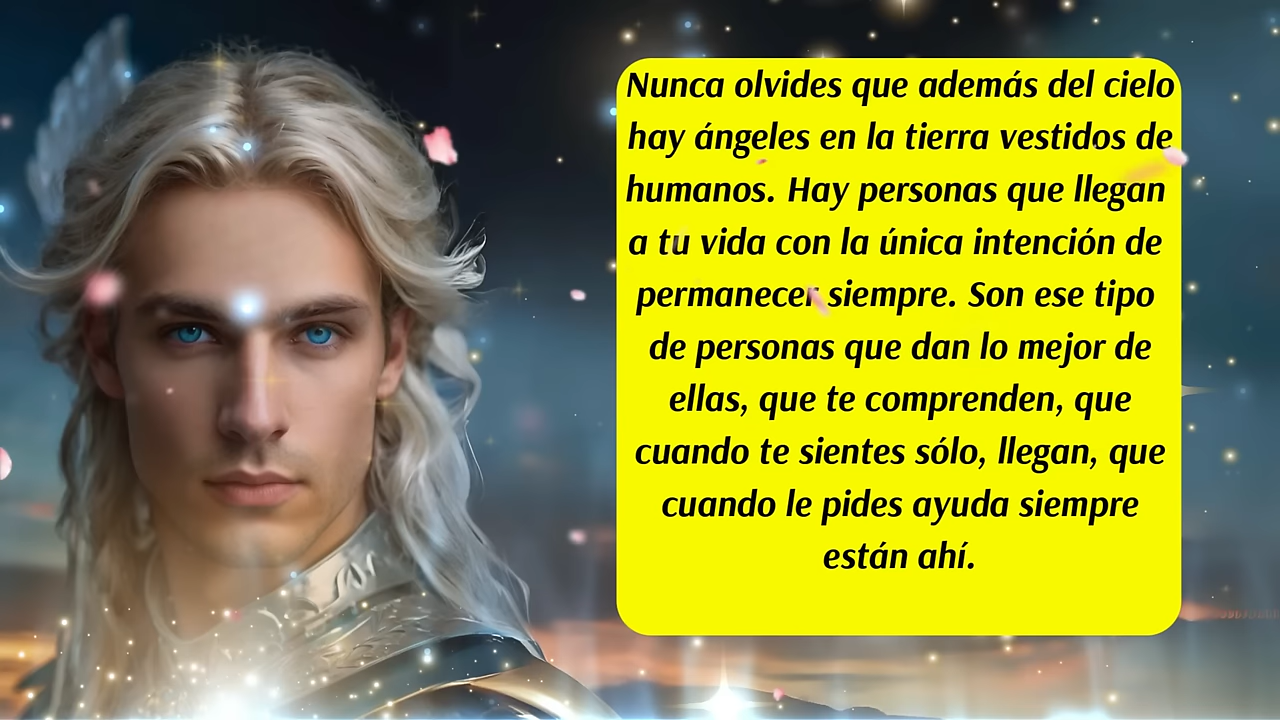 Nunca olvides que además del cielo
hay ángeles en la tierra vestidos de
humanos. Hay personas que llegan
a tu vida con la única intención de
permanecer siempre. Son ese tipo
de personas que dan lo mejor de
ellas, que te comprenden, que
cuando te sientes sólo, llegan, que
cuando le pides ayuda siempre
están ahí.